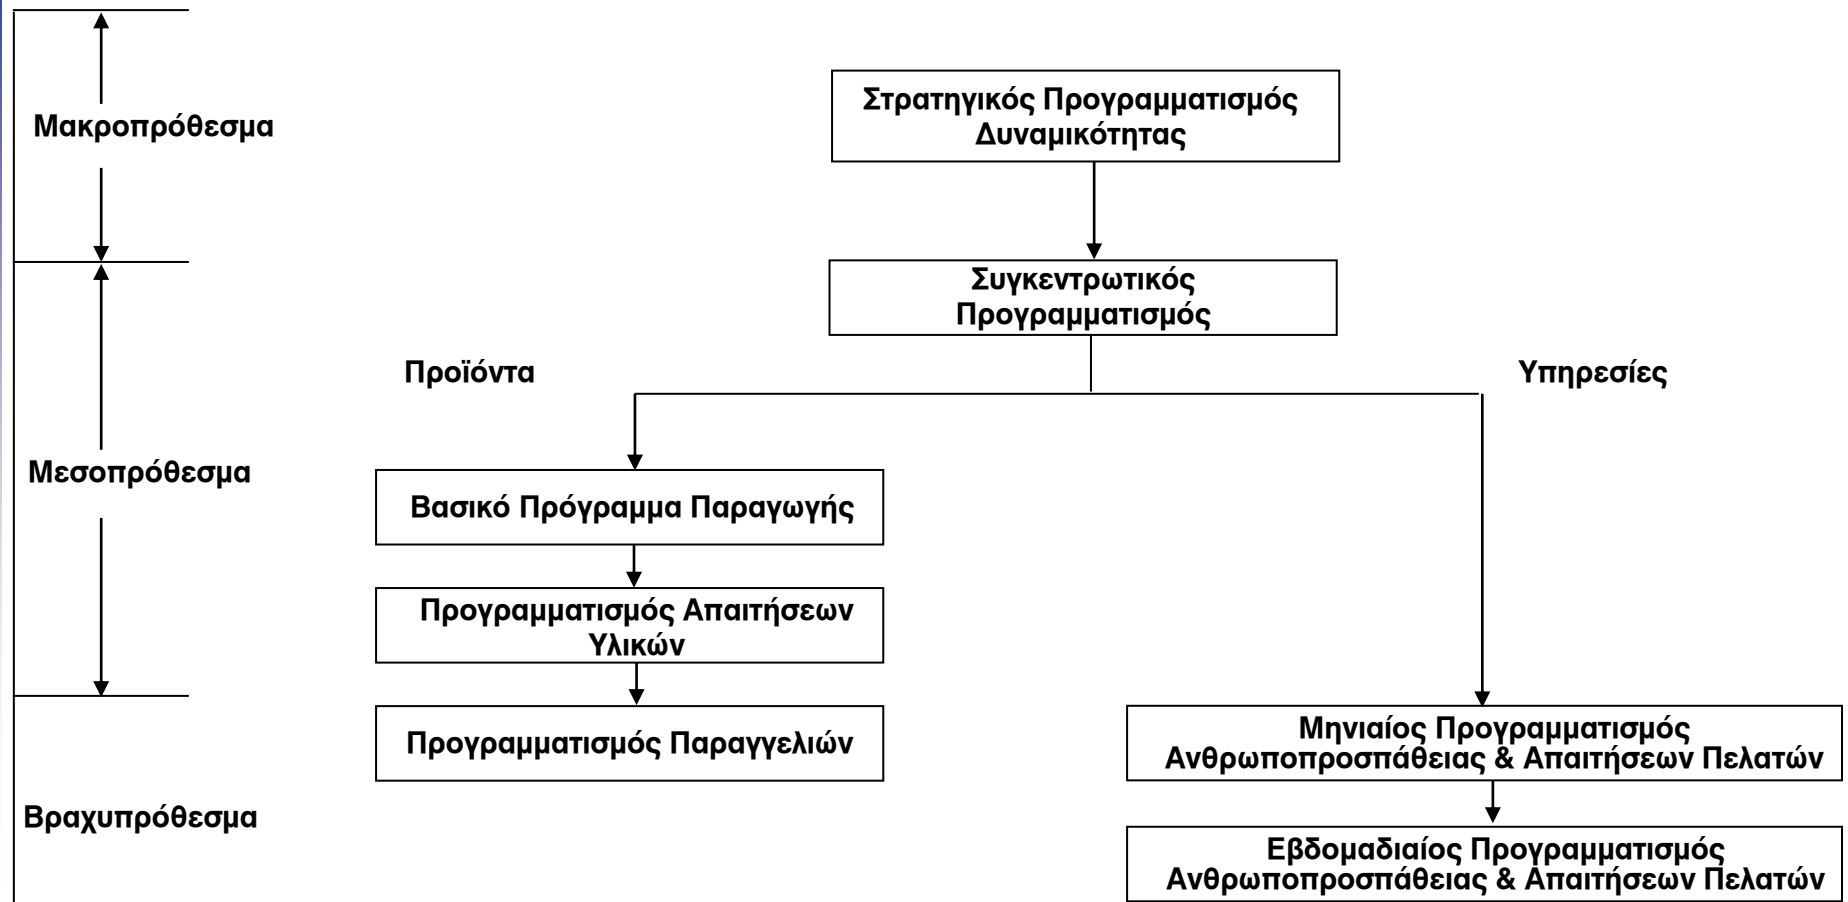 Μακροπρόθεσμα
Στρατηγικός Προγραμματισμός
Δυναμικότητας
Συγκεντρωτικός
Προγραμματισμός
Προϊόντα
Υπηρεσίες
Μεσοπρόθεσμα
Βασικό Πρόγραμμα Παραγωγής
Προγραμματισμός Απαιτήσεων
Υλικών
Προγραμματισμός Παραγγελιών
Μηνιαίος Προγραμματισμός
Ανθρωποπροσπάθειας & Απαιτήσεων Πελατών
Βραχυπρόθεσμα
Εβδομαδιαίος Προγραμματισμός
Ανθρωποπροσπάθειας & Απαιτήσεων Πελατών